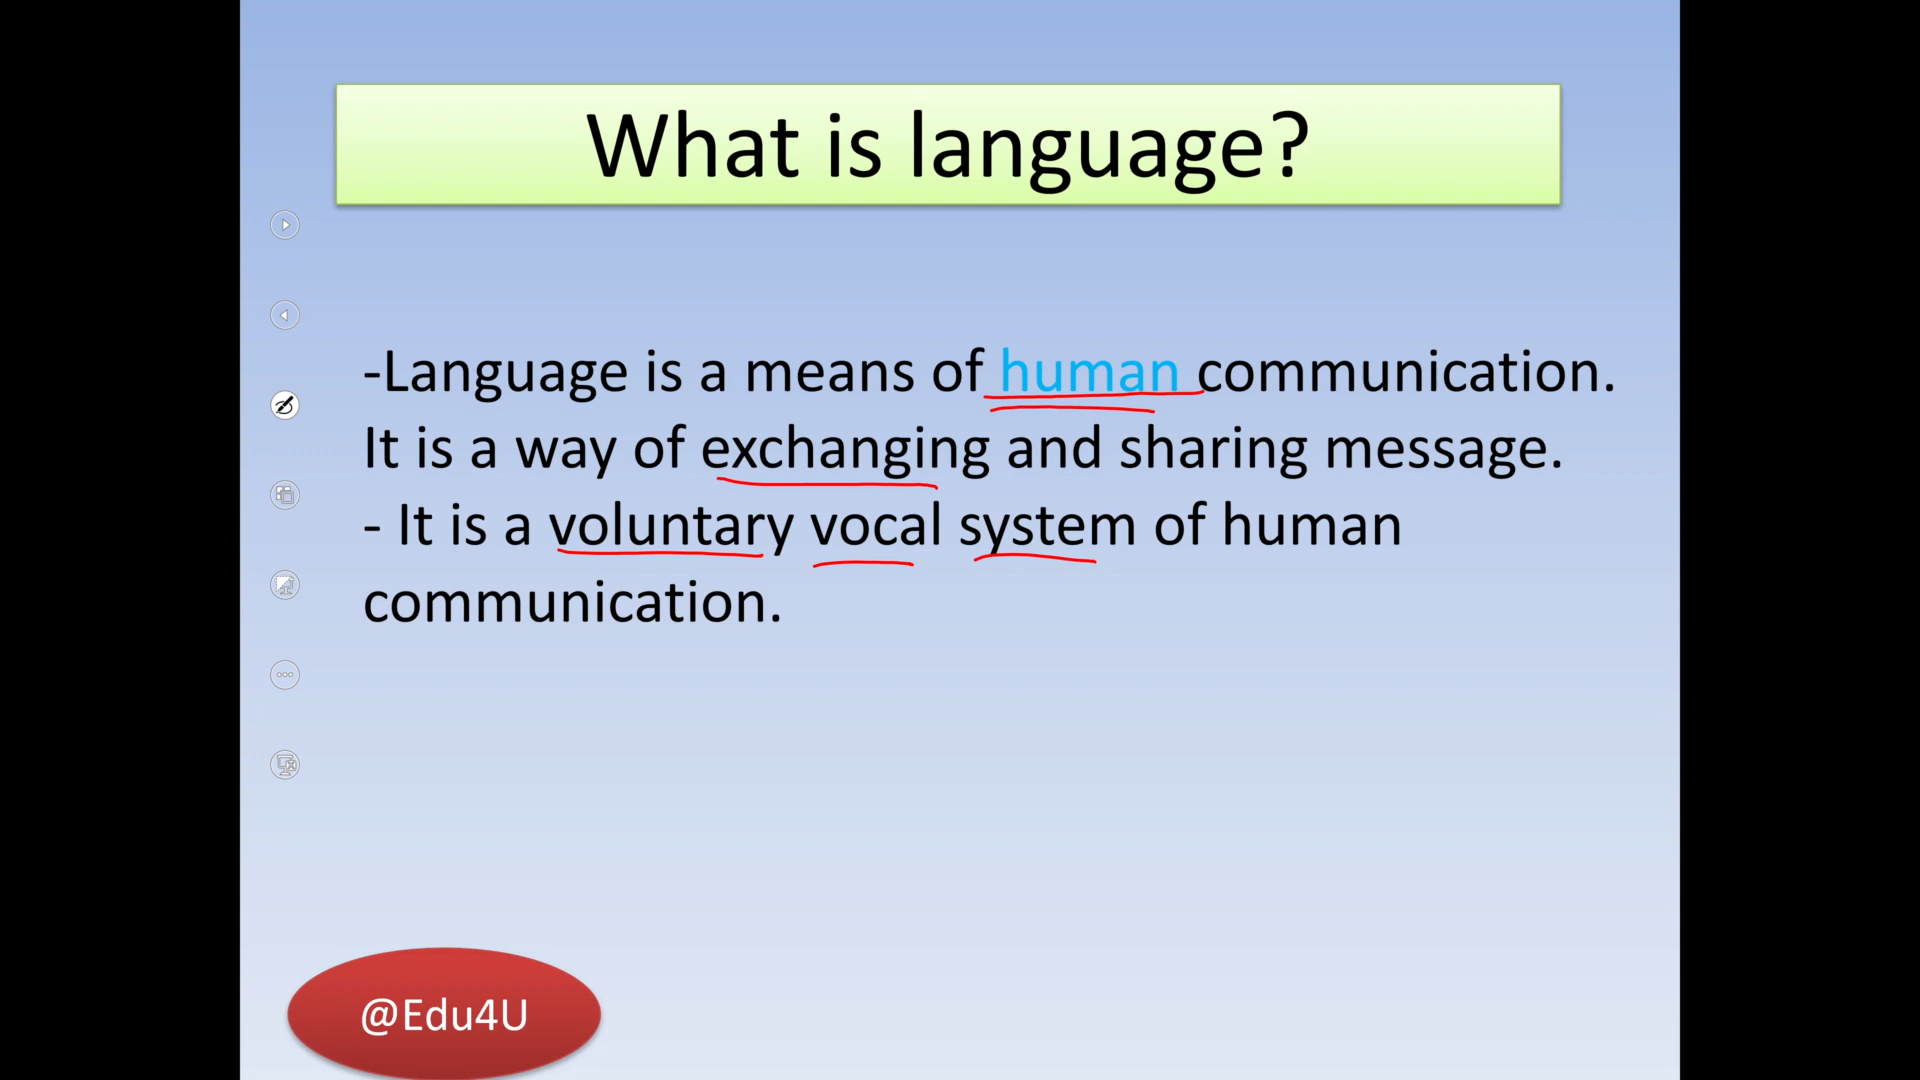 What is language?
-Language is a means of human communication.
It is a way of exchanging and sharing message.
- It is a voluntary vocal system of human
communication.
@Edu4U